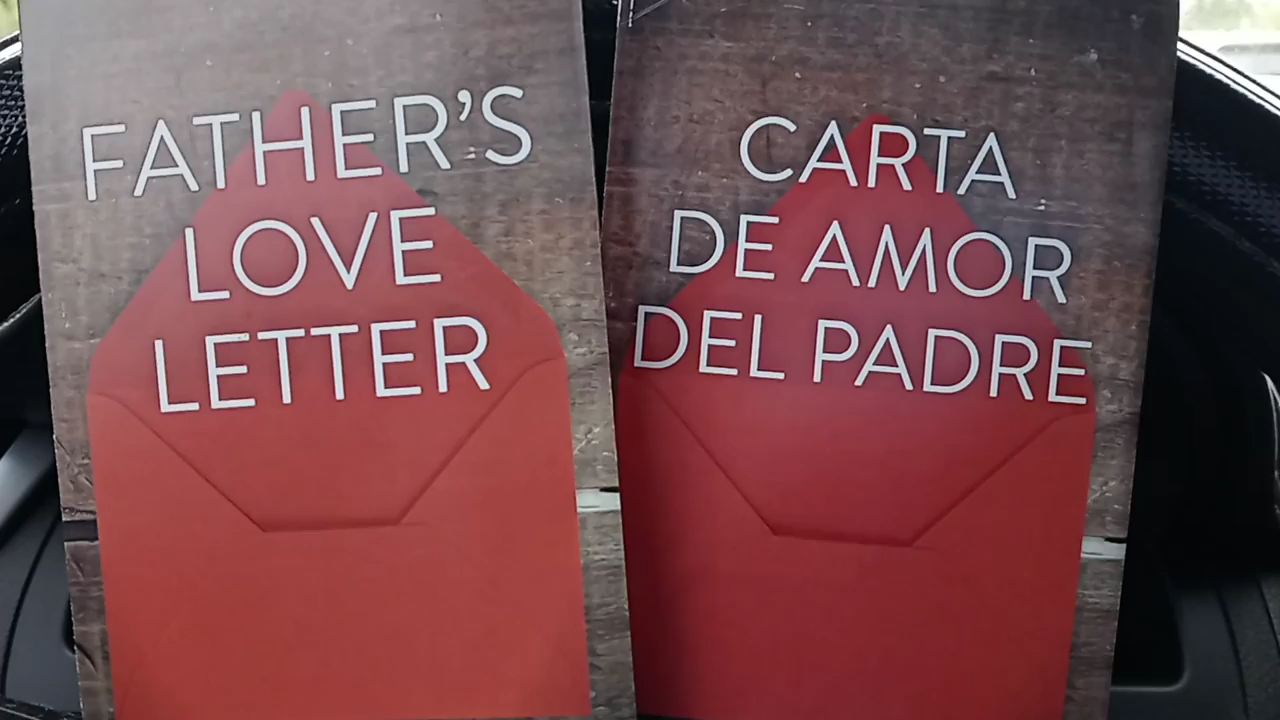 FATHER'S
LOVE
LETTER
CARTA
DE AMOR
DEL PADRE